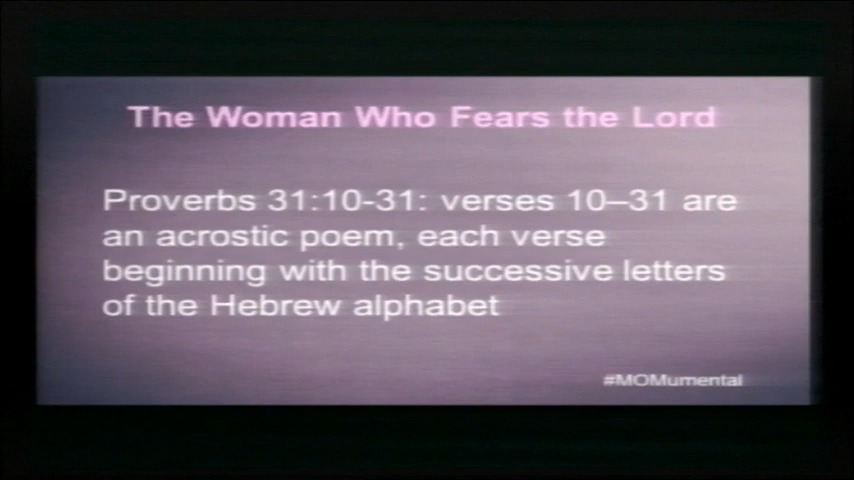 The Woman Who Fears the Lord
Proverbs 31:10-31: verses 10–31 are
an acrostic poem, each verse
beginning with the successive letters
of the Hebrew alphabet
#MOMumental